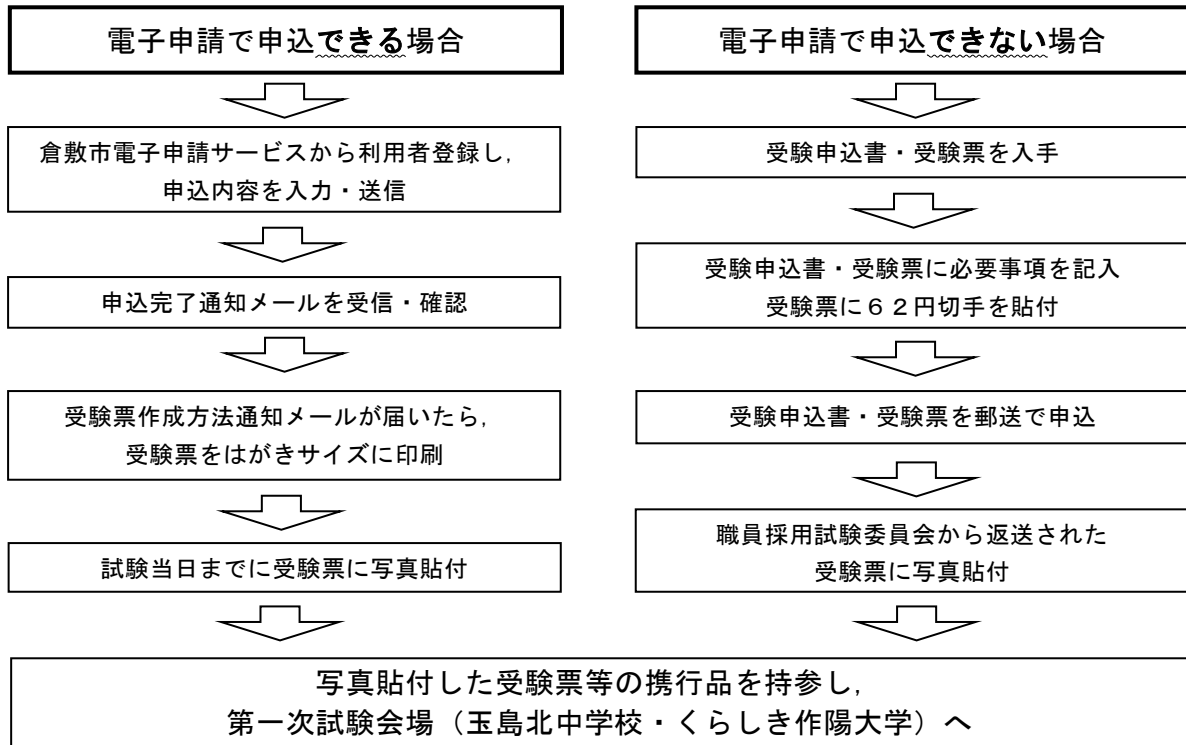 電子申請で申込できる場合
倉敷市電子申請サービスから利用者登録し,
申込内容を入力・送信
申込完了通知メールを受信・確認
受験票作成方法通知メールが届いたら,
受験票をはがきサイズに印刷
試験当日までに受験票に写真貼付
電子申請で申込できない場合
受験申込書・受験票を入手
受験申込書・受験票に必要事項を記入
受験票に６２円切手を貼付
受験申込書・受験票を郵送で申込
職員採用試験委員会から返送された
受験票に写真貼付
写真貼付した受験票等の携行品を持参し,
第一次試験会場（玉島北中学校・くらしき作陽大学）へ